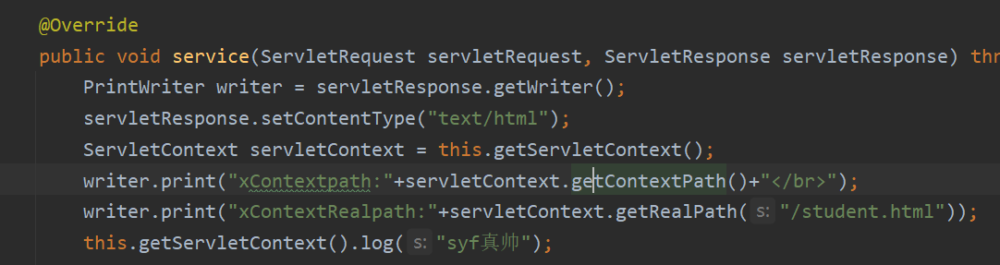 @Override
public void service(ServletRequest servletRequest, ServletResponse servletResponse) thr
PrintWriter writer = servletResponse.getWriter();
servletResponse.setContentType("text/html");
ServletContext servletContext = this.getServletContext();
writer.print("xContextpath:"+servletContext.getContextPath()+"</br>");
writer.print("xContextRealpath:"+servletContext.getRealPath( s: "/student.html"));
this.getServletContext().log( s: "syf真帅");